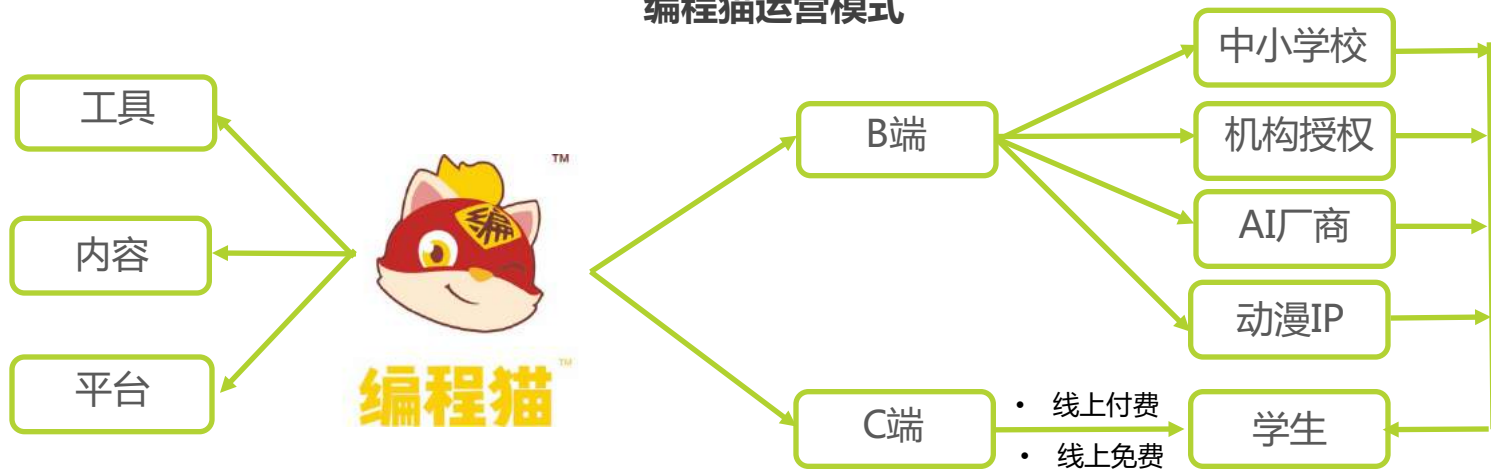 编程猫运营模式
工具
内容
平台
编
TM
编程猫
TM
B端
C端
中小学校
机构授权
AI厂商
动漫IP
• 线上付费
• 线上免费
学生